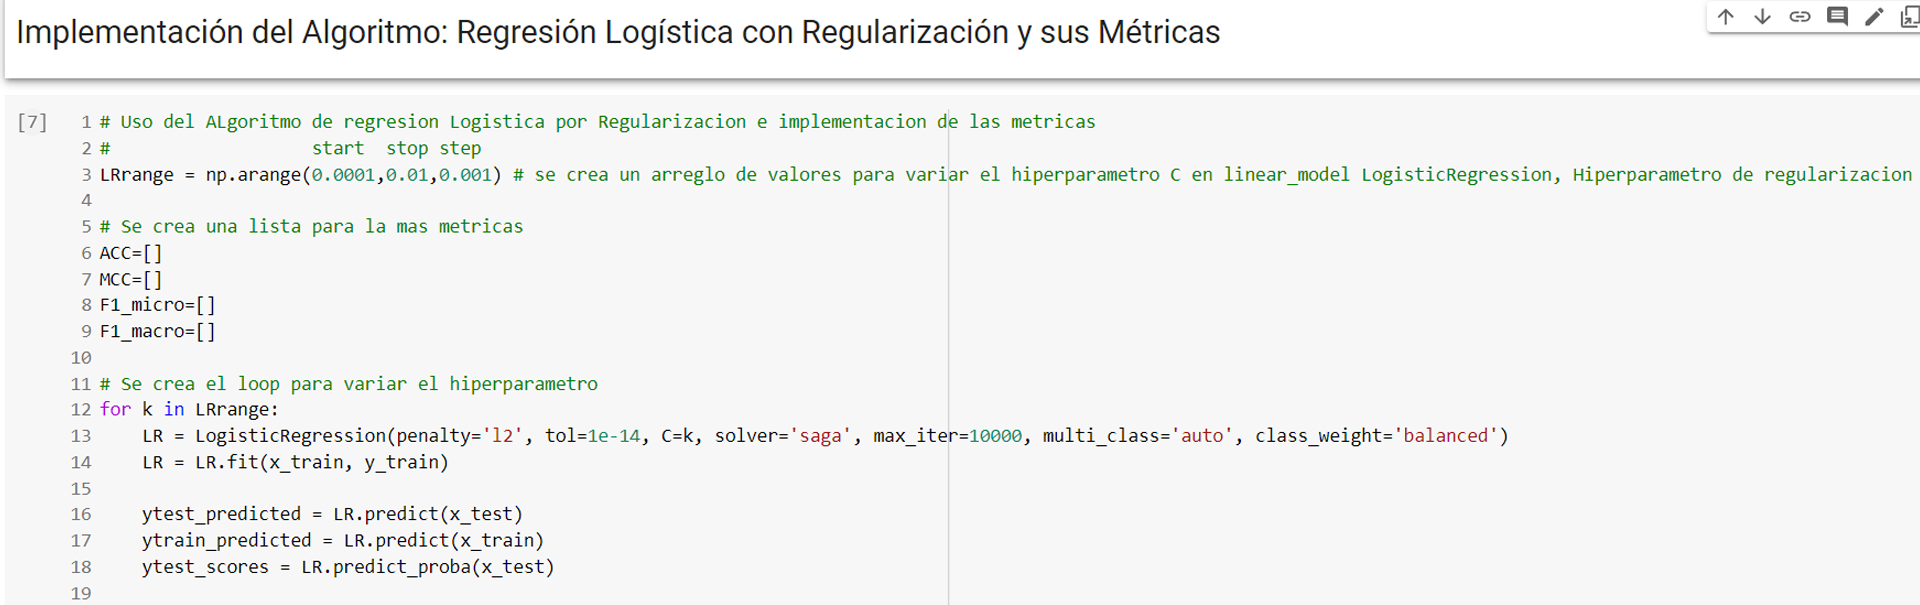 Implementación del Algoritmo: Regresión Logística con Regularización y sus Métricas
[7] 1 # Uso del ALgoritmo de regresion Logistica por Regularizacion e implementacion de las metricas
2 # start stop step
3 LRrange = np.arange(0.0001,0.01,0.001) # se crea un arreglo de valores para variar el hiperparametro C en linear_model LogisticRegression, Hiperparametro de regularizacion
4
5 # Se crea una lista para la mas metricas
6 ACC=[]
7 MCC=[]
8 F1_micro=[]
9 F1_macro=[]
10
11 # Se crea el loop para variar el hiperparametro
12 for k in LRrange:
13 LR = LogisticRegression(penalty='l2', tol=1e-14, C=k, solver='saga', max_iter=10000, multi_class='auto', class_weight='balanced')
14 LR = LR.fit(x_train, y_train)
15
16 ytest_predicted = LR.predict(x_test)
17 ytrain_predicted = LR.predict(x_train)
18 ytest_scores = LR.predict_proba(x_test)
19